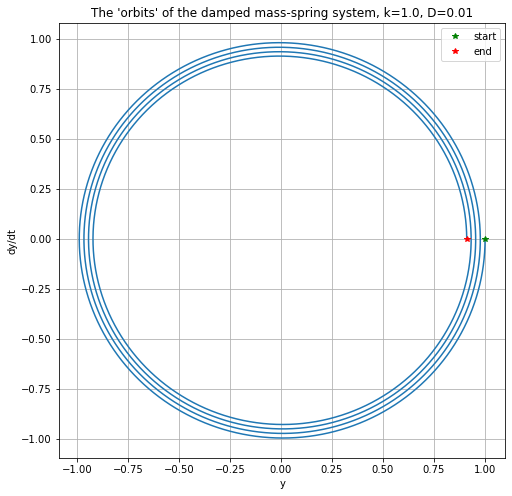 The 'orbits' of the damped mass-spring system, k=1.0, D=0.01
start
end
dy/dt
1.00
0.75
0.50
0.25
0.00
−0.25
−0.50
−0.75
−1.00
−1.00 −0.75 −0.50 −0.25 0.00 0.25 0.50 0.75 1.00
y